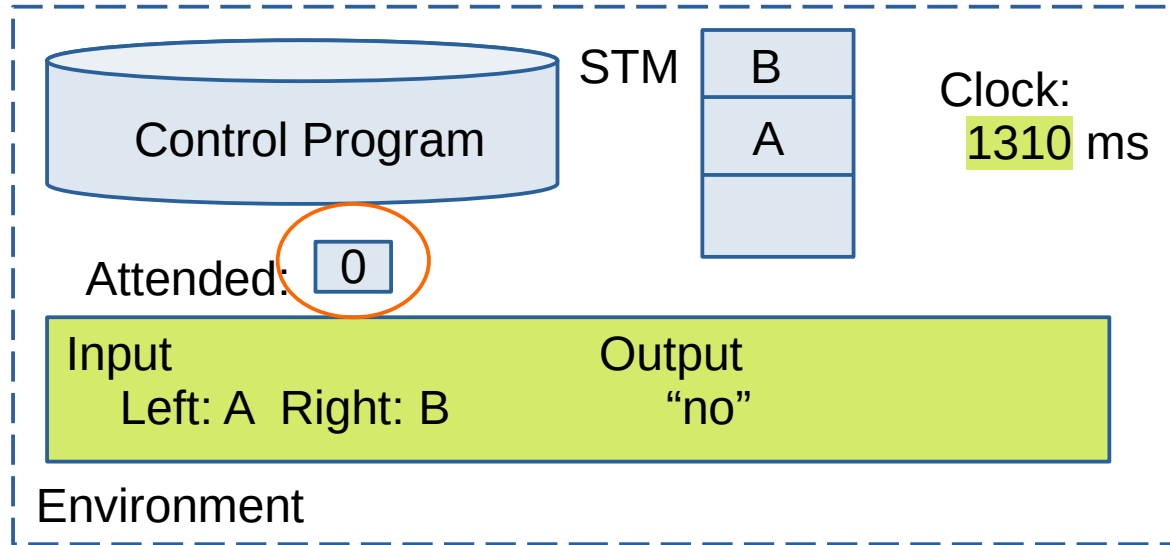 STM
B
Control Program
A
Clock:
1310 ms
Attended:
0
Input
Output
Left: A Right: B
“no”
Environment